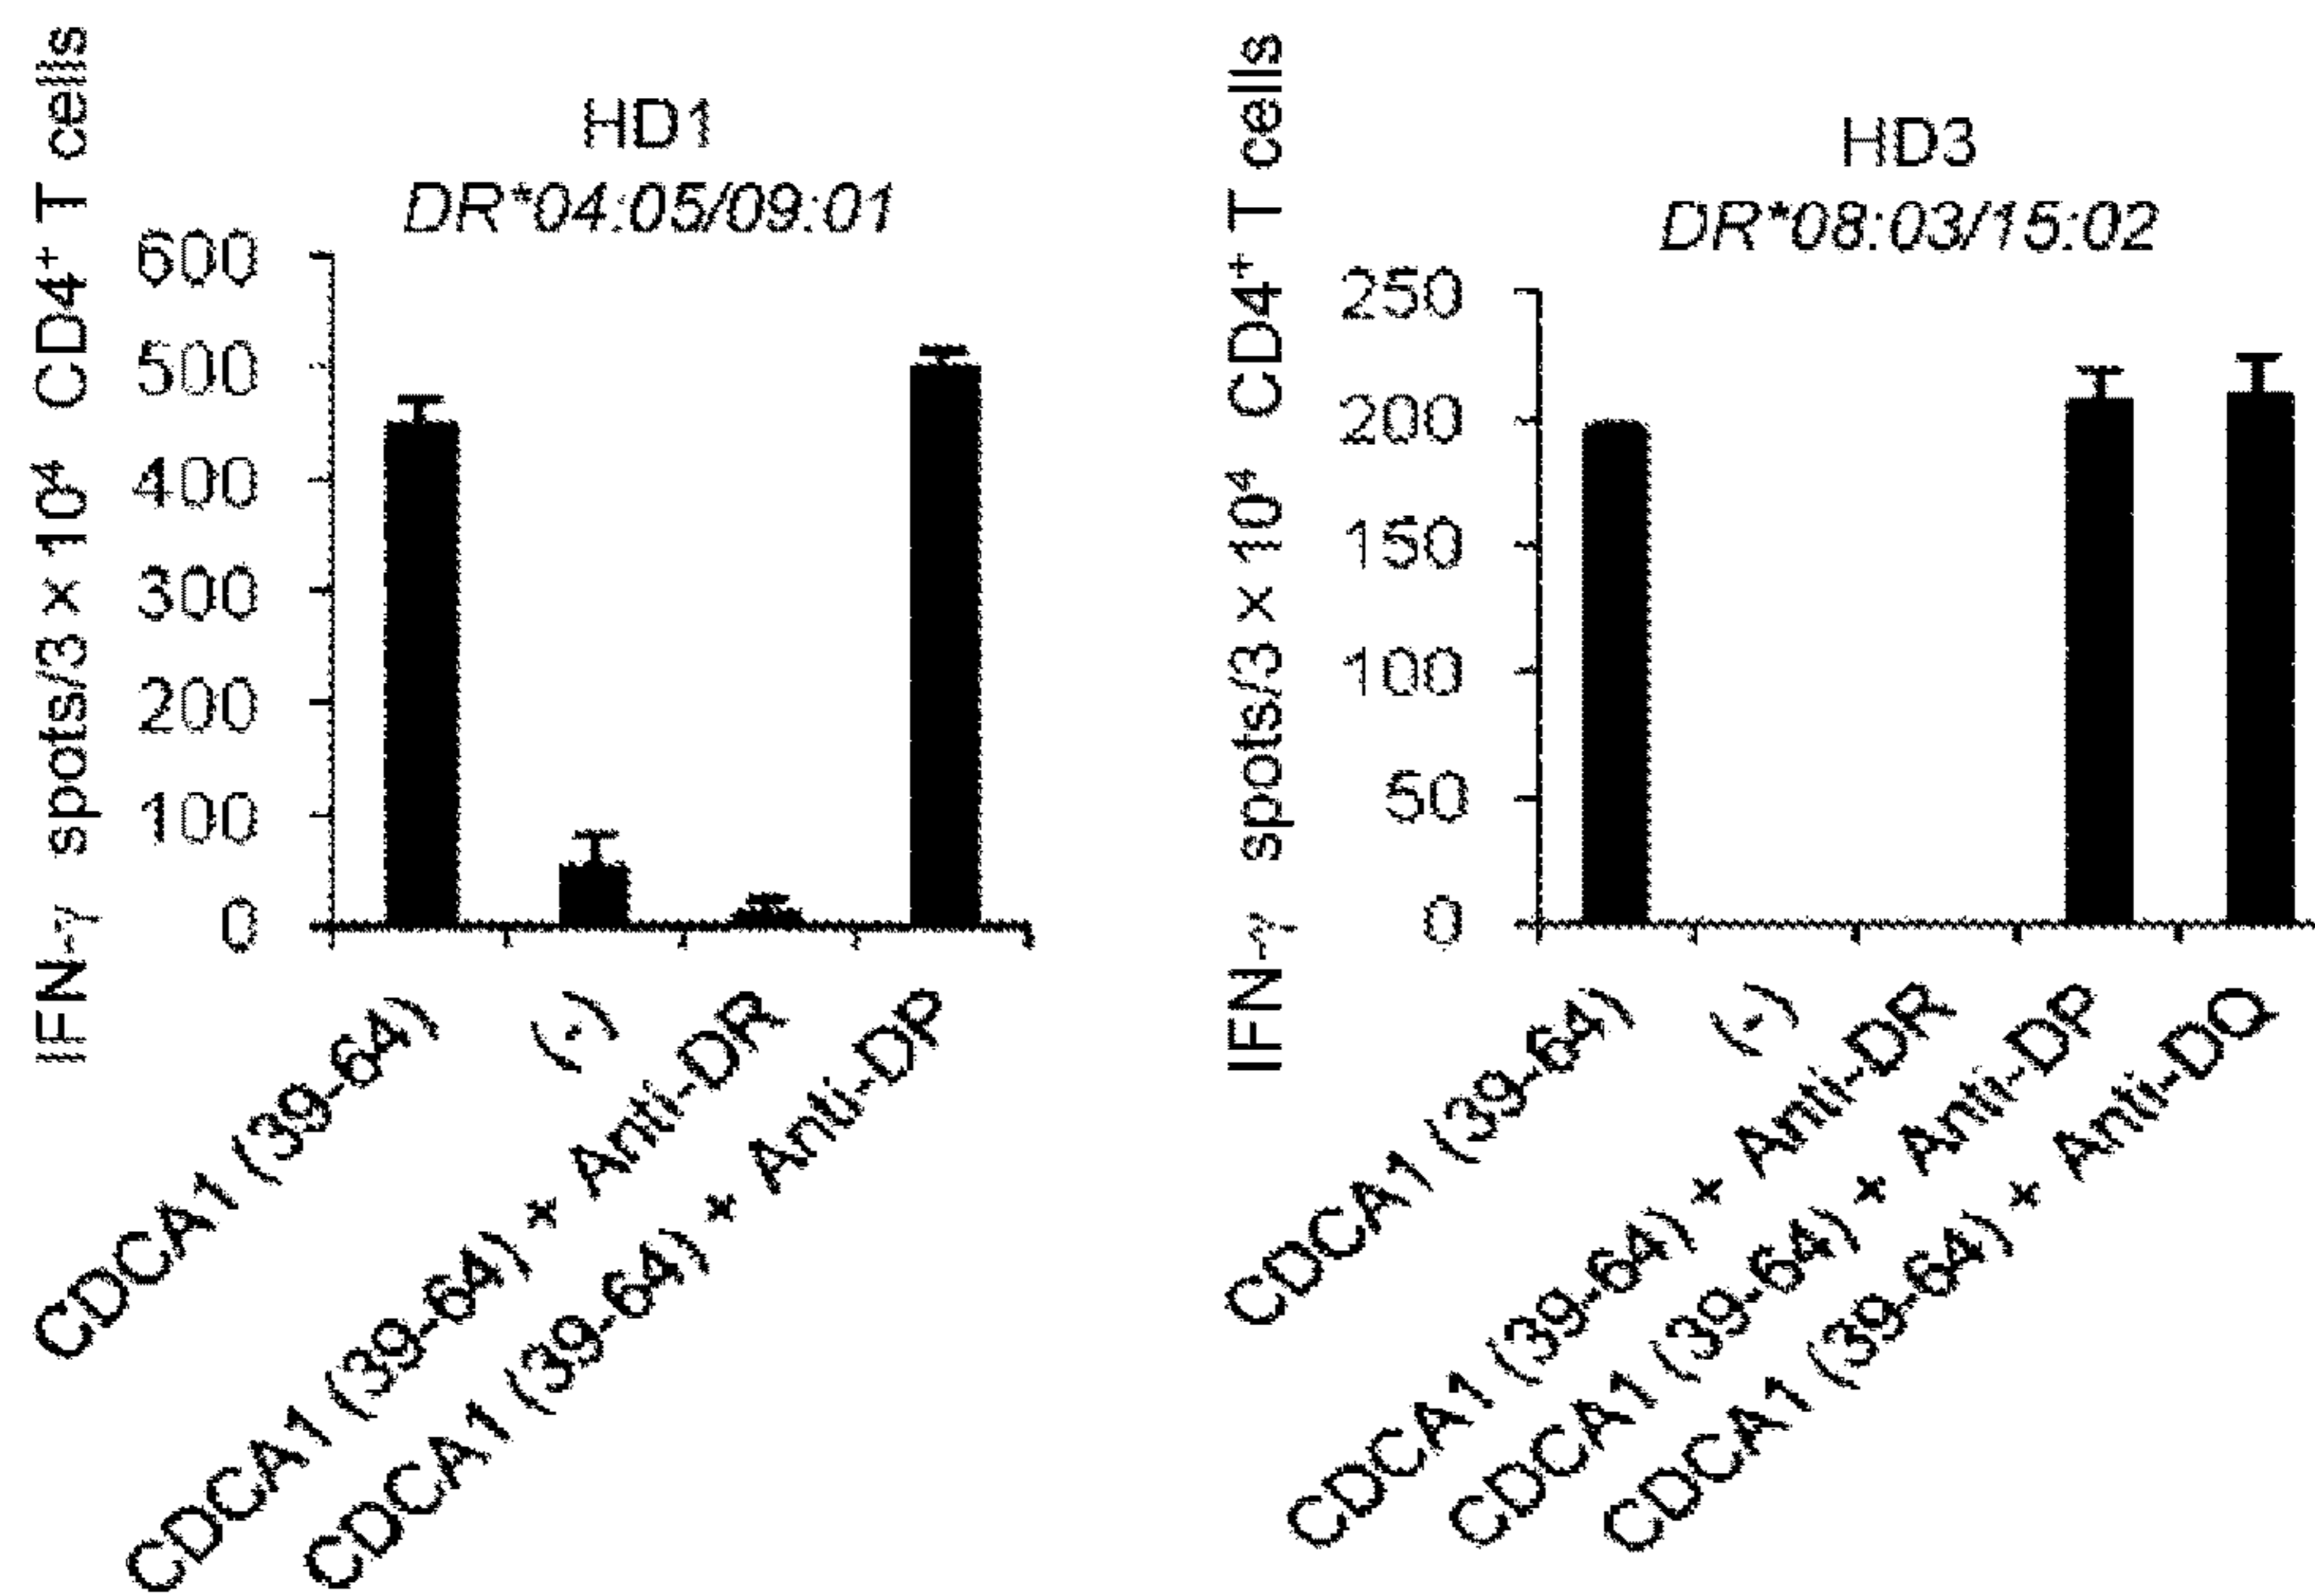 IFN-γ spots/3 × 10⁴ CD4⁺ T cells
HD1
DR*04:05/09:01
600
500
400
300
200
100
0
CDCA1 (39-64)
(-)
CDCA1 (39-64) + Anti-DR
CDCA1 (39-64) + Anti-DP
IFN-γ spots/3 × 10⁴ CD4⁺ T cells
HD3
DR*08:03/15:02
250
200
150
100
50
0
CDCA1 (39-64)
(-)
CDCA1 (39-64) + Anti-DR
CDCA1 (39-64) + Anti-DP
CDCA1 (39-64) + Anti-DQ